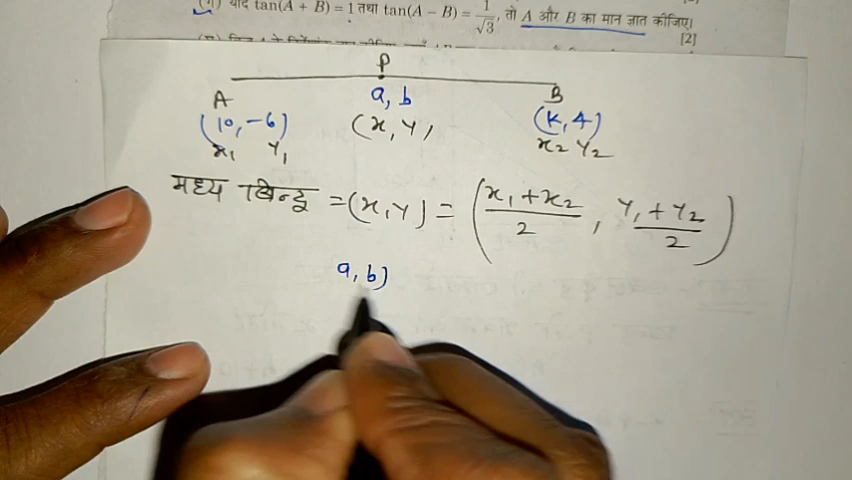 (ग) यदि tan(A + B) = 1 तथा tan(A − B) = 1/√3, तो A और B का मान ज्ञात कीजिए।
[2]
P
A a, b B
(10, -6) (x, y, (k, 4)
x₁ y₁ x₂ y₂
मध्य बिन्दू = (x, y) = (x₁ + x₂/2, y₁ + y₂/2)
a, b)